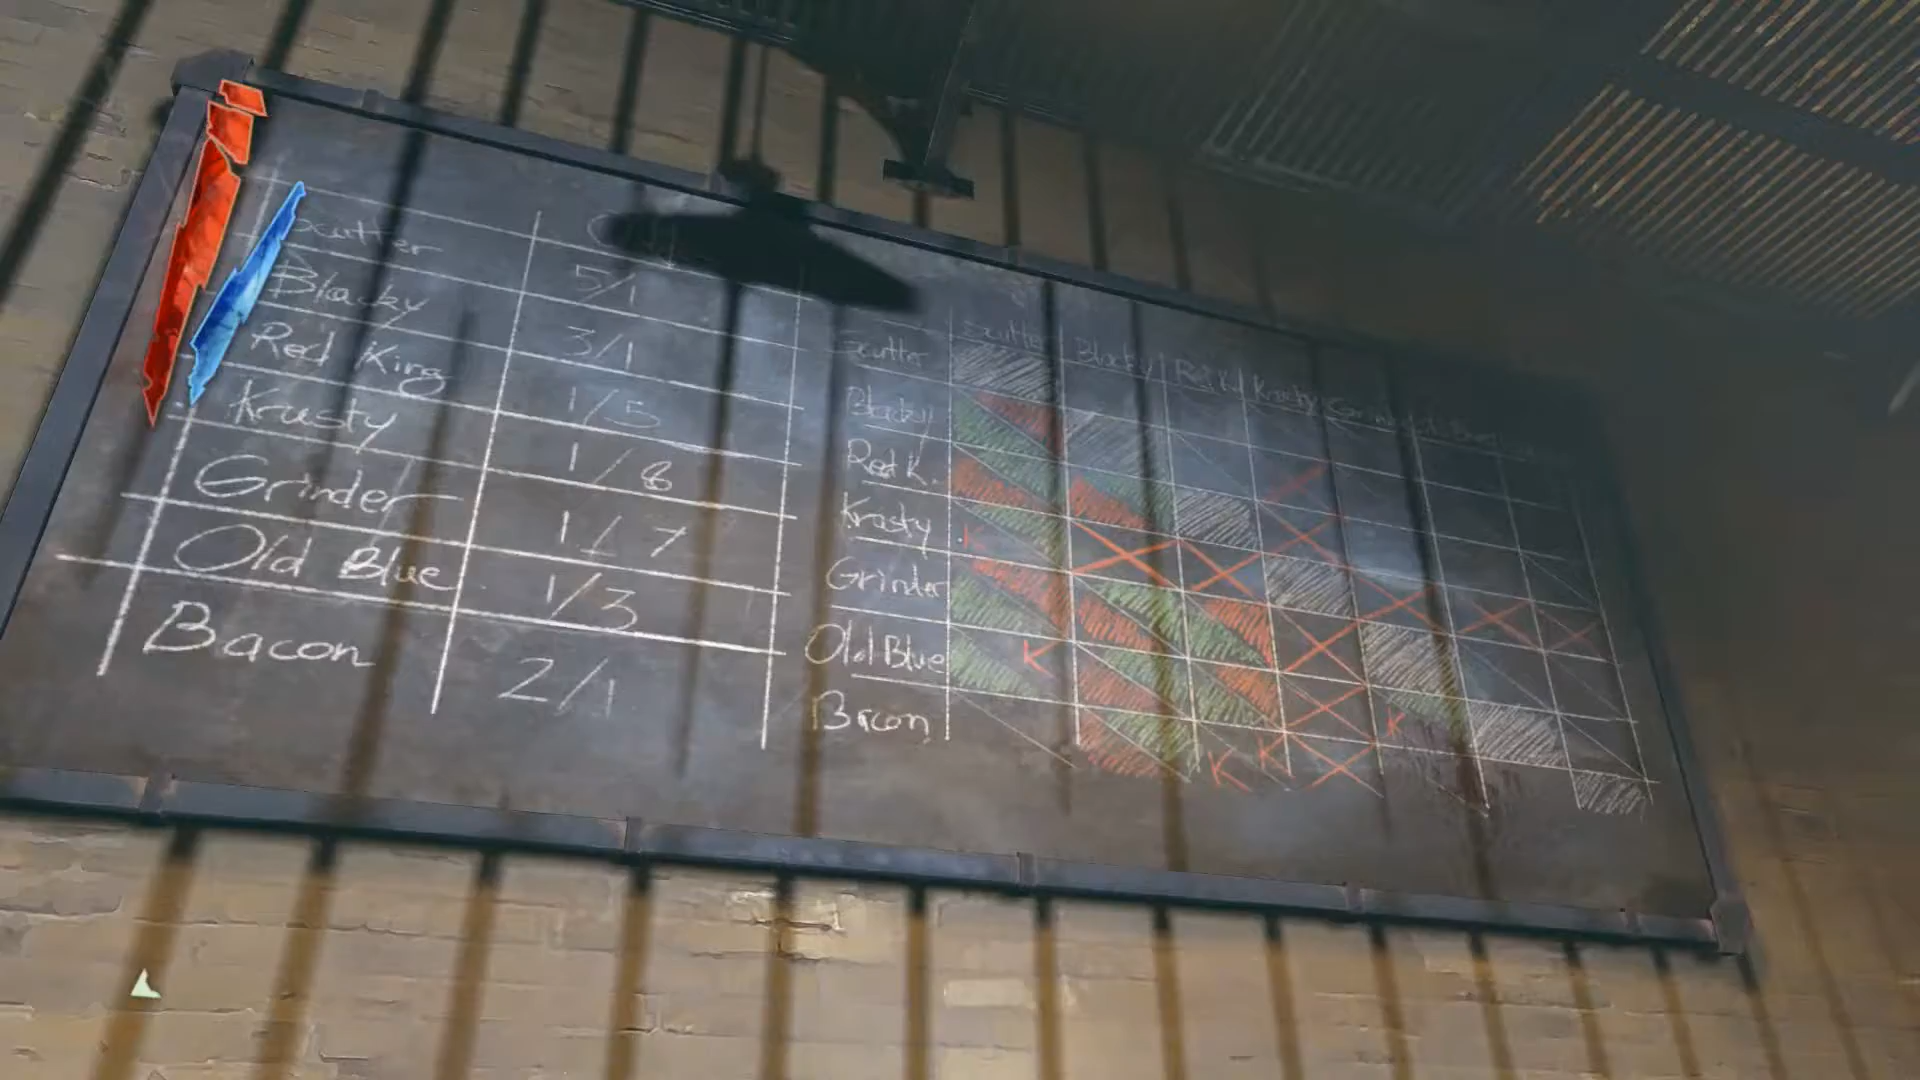 Scutter
Blacky 5/1
Red King 3/1
Krusty 1/5
Grinder 1/8
Old Blue 1/7
Bacon 1/3
2/1
Scutter Blacky Red K. Krusty
Scutter
Blacky
Red K.
Krusty
K
Grinder
Old Blue K
Bacon K K K